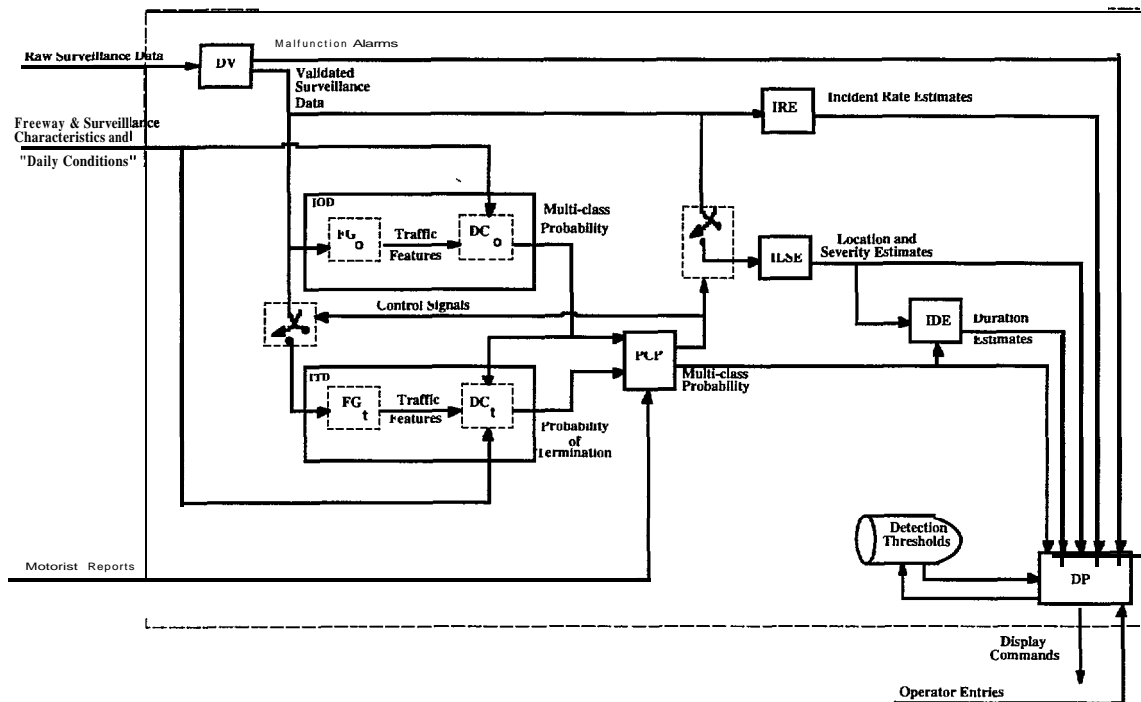 Malfunction Alarms
Raw Surveillance Data
DV
Validated
Surveillance
Data
IRE
Incident Rate Estimates
Freeway & Surveillance
Characteristics and
"Daily Conditions"
IOD
FG
o
Traffic
Features
DC
o
Multi-class
Probability
ILSE
Location and
Severity Estimates
Control Signals
IDE
Duration
Estimates
PCP
Multi-class
Probability
ITD
FG
t
Traffic
Features
DC
t
Probability
of
Termination
Detection
Thresholds
Motorist Reports
DP
Display
Commands
Operator Entries